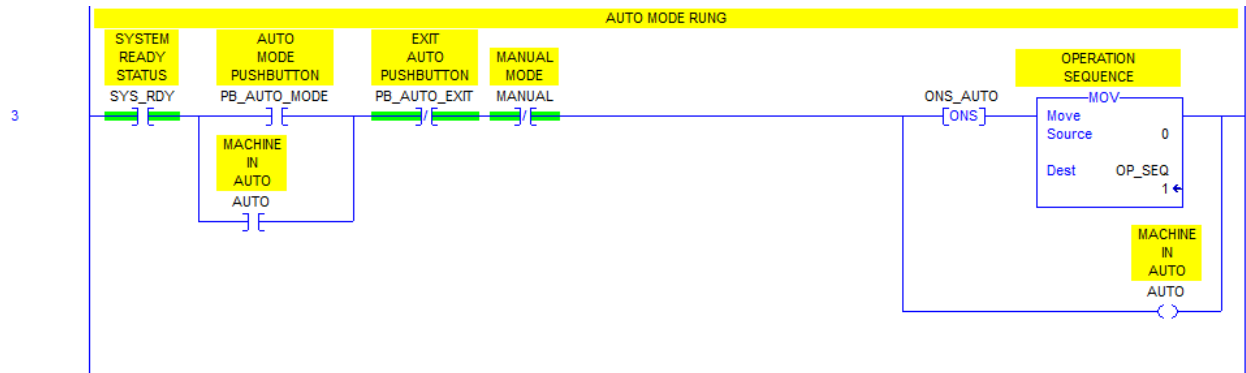 AUTO MODE RUNG
SYSTEM
READY
STATUS
SYS_RDY
AUTO
MODE
PUSHBUTTON
PB_AUTO_MODE
EXIT
AUTO
PUSHBUTTON
PB_AUTO_EXIT
MANUAL
MODE
MANUAL
ONS_AUTO
ONS
OPERATION
SEQUENCE
MOV
Move
Source 0
Dest OP_SEQ
1
3
MACHINE
IN
AUTO
AUTO
MACHINE
IN
AUTO
AUTO